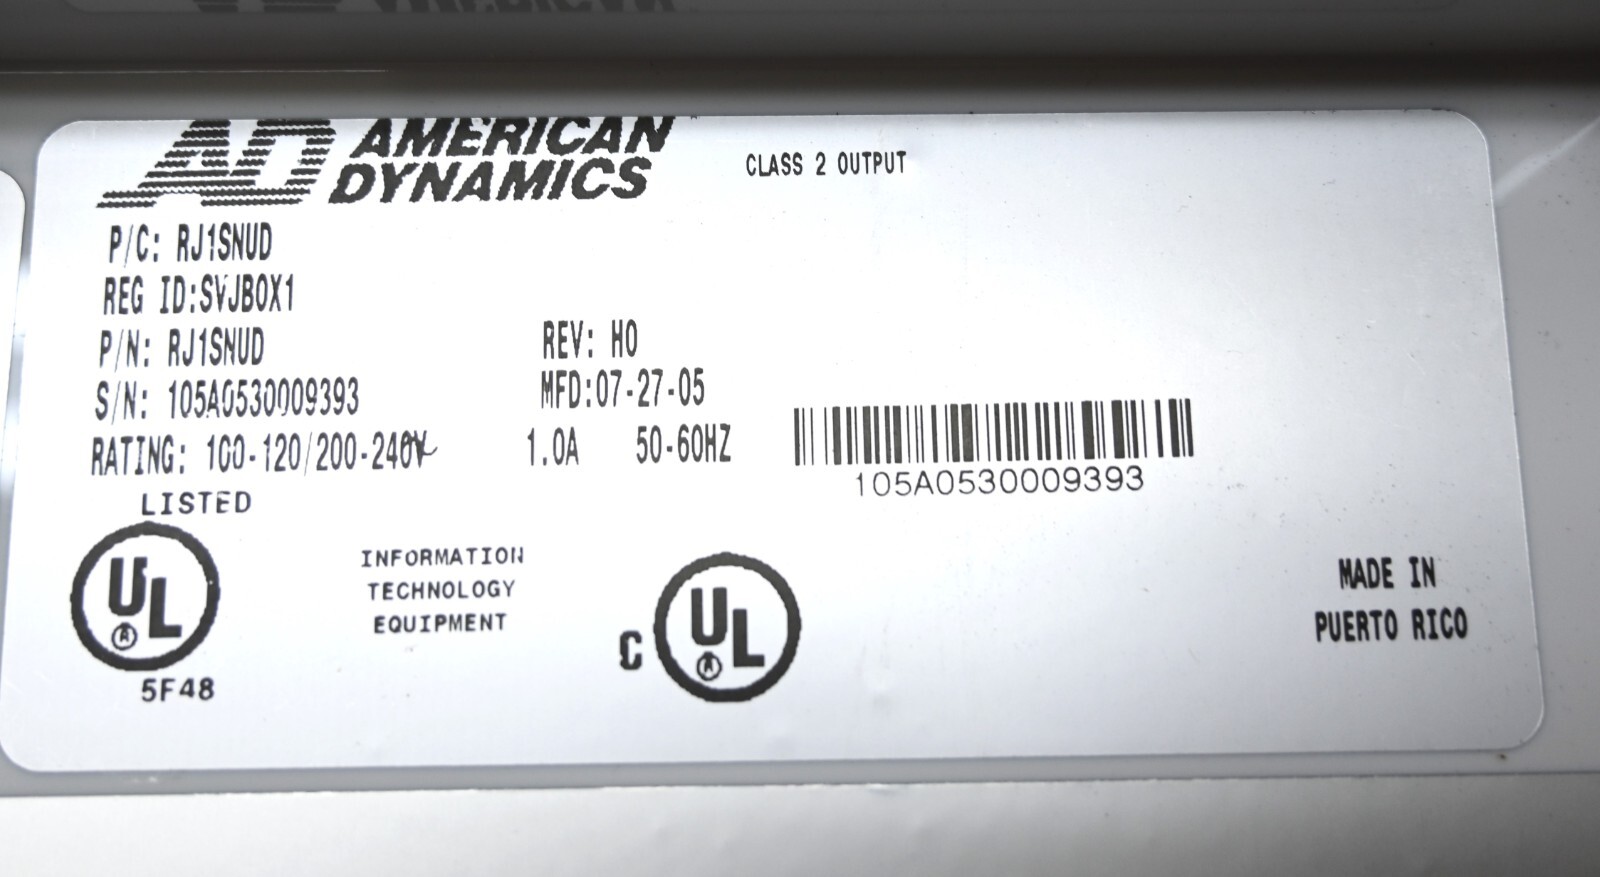 AD AMERICAN
DYNAMICS
CLASS 2 OUTPUT
P/C: RJ1SNUD
REG ID:SVJBOX1
P/N: RJ1SNUD
REV: H0
S/N: 105A0530009393
MFD:07-27-05
RATING: 100-120/200-240V 1.0A 50-60HZ
105A0530009393
LISTED
UL
®
5F48
INFORMATION
TECHNOLOGY
EQUIPMENT
C UL
®
MADE IN
PUERTO RICO